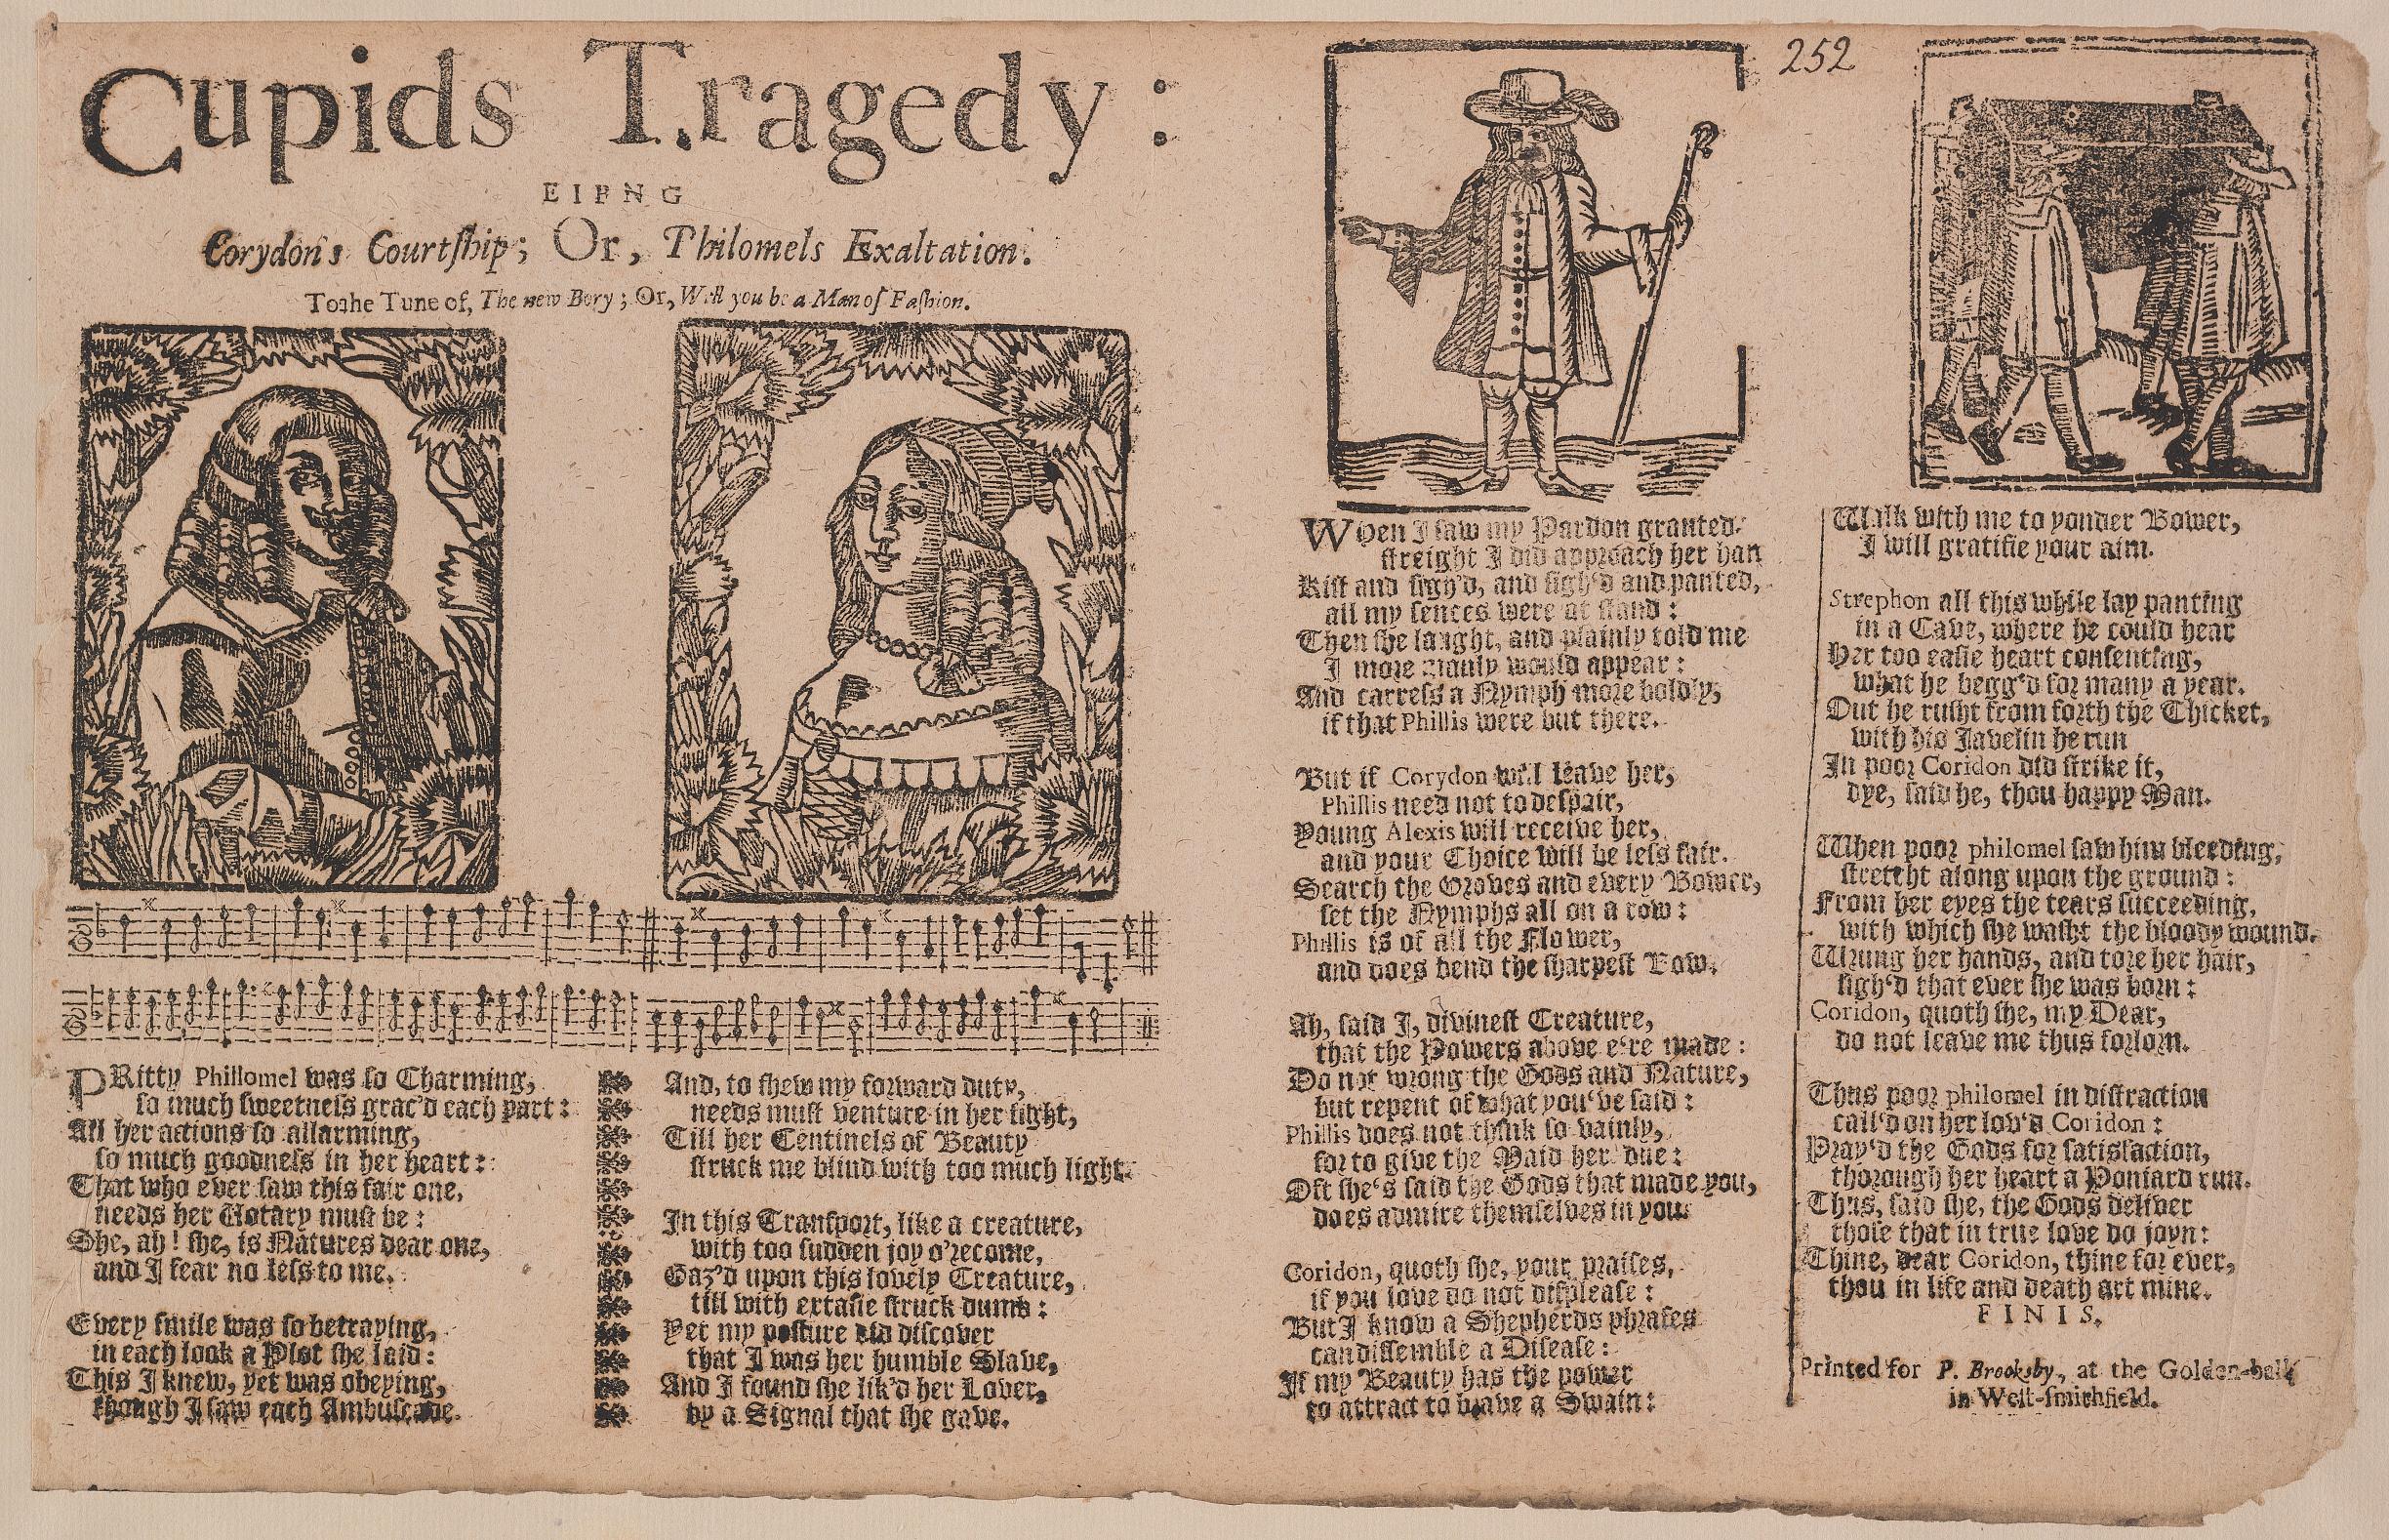 Cupids Tragedy:
EIFNG
Corydon's Courtship; Or, Philomels Exaltation.
To the Tune of, The new Bory; Or, Will you be a Man of Fashion.
PRitty Phillomel was so Charming,
so much sweetness grac'd each part:
All her actions so allarming,
so much goodness in her heart:
That who ever saw this fair one,
needs her Votary must be:
She, ah! she, is Natures dear one,
and I fear no less to me.
Every smile was so betraying,
in each look a Plot she laid:
This I knew, yet was obeying,
though I saw each Ambuscade.
And, to shew my forward duty,
needs must venture in her sight,
Till her Centinels of Beauty
struck me blind with too much light.
In this Transport, like a creature,
with too sudden joy o'recome,
Gaz'd upon this lovely Creature,
till with extasie struck dumb:
Yet my posture did discover
that I was her humble Slave,
And I found she lik'd her Lover,
by a Signal that she gave.
252
WHen I saw my Pardon granted,
streight I did approach her han
Kist and sigh'd, and sigh'd and panted,
all my sences were at stand:
Then she laught, and plainly told me
I more manly would appear:
And carress a Nymph more boldly,
if that Phillis were but there.
But if Corydon will leave her,
Phillis need not to despair,
Young Alexis will receive her,
and your Choice will be less fair.
Search the Groves and every Bower,
set the Nymphs all on a row:
Phillis is of all the Flower,
and does bend the sharpest Bow.
Ah, said I, divinest Creature,
that the Powers above e're made:
Do not wrong the Gods and Nature,
but repent of what you've said:
Phillis does not think so vainly,
for to give the Maid her due:
Oft she's said the Gods that made you,
does admire themselves in you.
Coridon, quoth she, your praises,
if you love do not displease:
But I know a Shepherds phrases
can dissemble a Disease:
If my Beauty has the power
to attract so brave a Swain:
Walk with me to yonder Bower,
I will gratifie your aim.
Strephon all this while lay panting
in a Cave, where he could hear
Her too easie heart consenting,
what he begg'd for many a year.
Out he rusht from forth the Thicket,
with his Javelin he run
In poor Coridon did strike it,
dye, said he, thou happy Man.
When poor philomel saw him bleeding,
stretcht along upon the ground:
From her eyes the tears succeeding,
with which she washt the bloody wound.
Wrung her hands, and tore her hair,
sigh'd that ever she was born:
Coridon, quoth she, my Dear,
do not leave me thus forlorn.
Thus poor philomel in distraction
call'd on her lov'd Coridon:
Pray'd the Gods for satisfaction,
thorough her heart a Poniard run.
Thus, said she, the Gods deliver
those that in true love do joyn:
Thine, dear Coridon, thine for ever,
thou in life and death art mine.
FINIS.
Printed for P. Brooksby, at the Golden-ball
in West-smithfield.